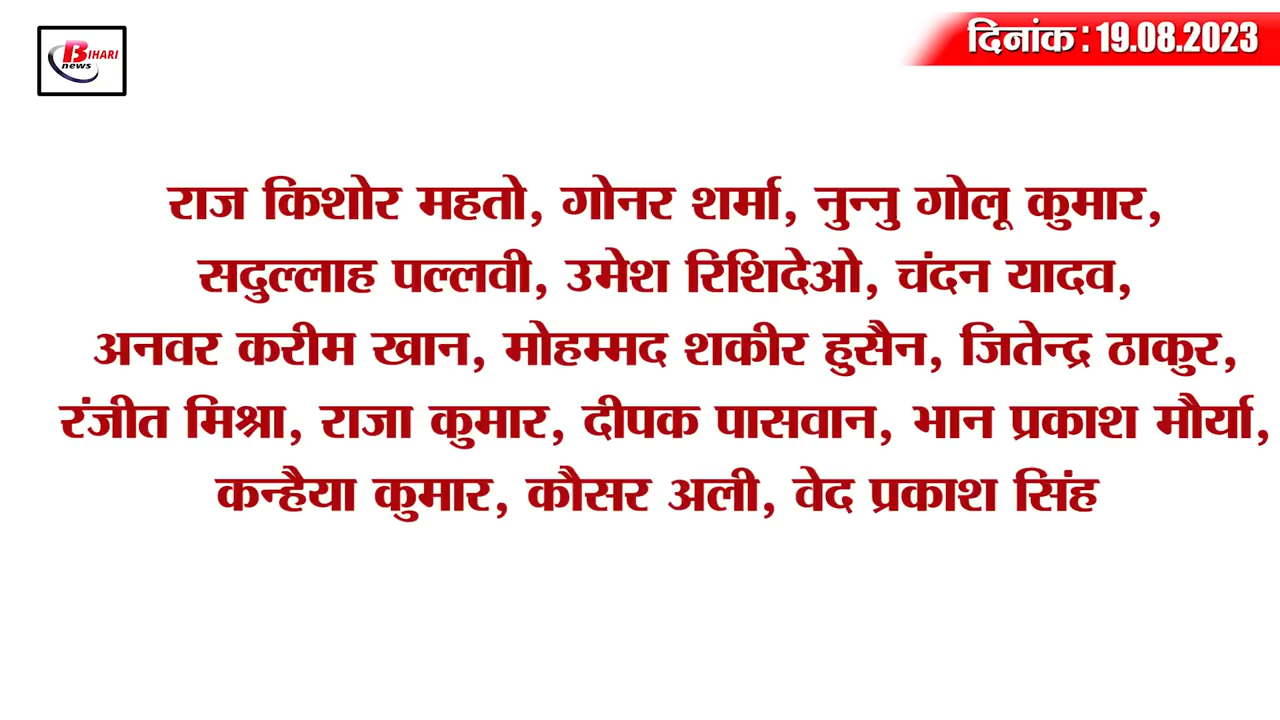 BIHARI
news
दिनांक : 19.08.2023
राज किशोर महतो, गोनर शर्मा, नुन्नु गोलू कुमार,
सदुल्लाह पल्लवी, उमेश रिशिदेओ, चंदन यादव,
अनवर करीम खान, मोहम्मद शकीर हुसैन, जितेन्द्र ठाकुर,
रंजीत मिश्रा, राजा कुमार, दीपक पासवान, भान प्रकाश मौर्या,
कन्हैया कुमार, कौसर अली, वेद प्रकाश सिंह